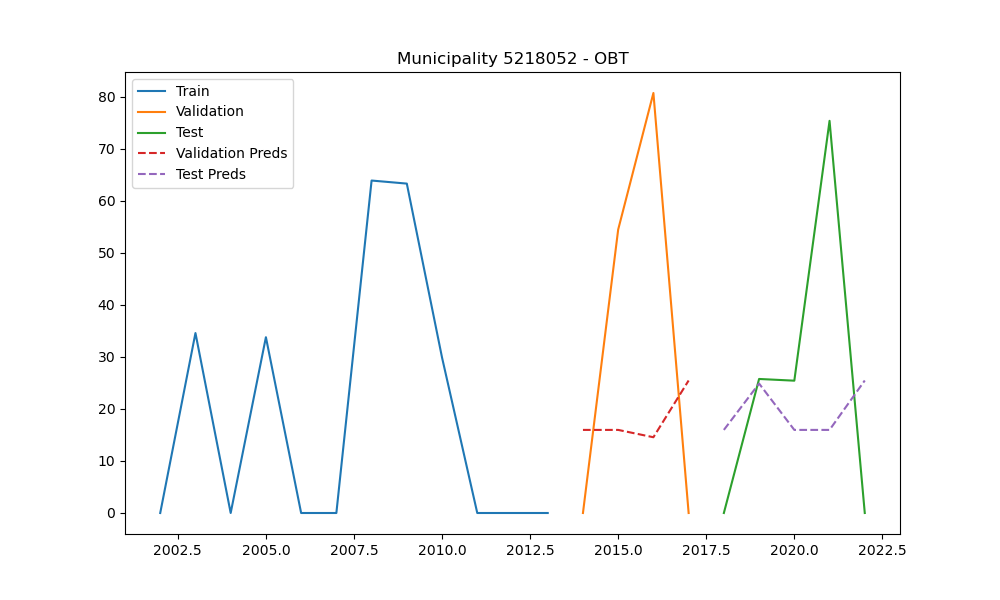 Municipality 5218052 - OBT
Train
Validation
Test
Validation Preds
Test Preds
80
70
60
50
40
30
20
10
0
2002.5 2005.0 2007.5 2010.0 2012.5 2015.0 2017.5 2020.0 2022.5